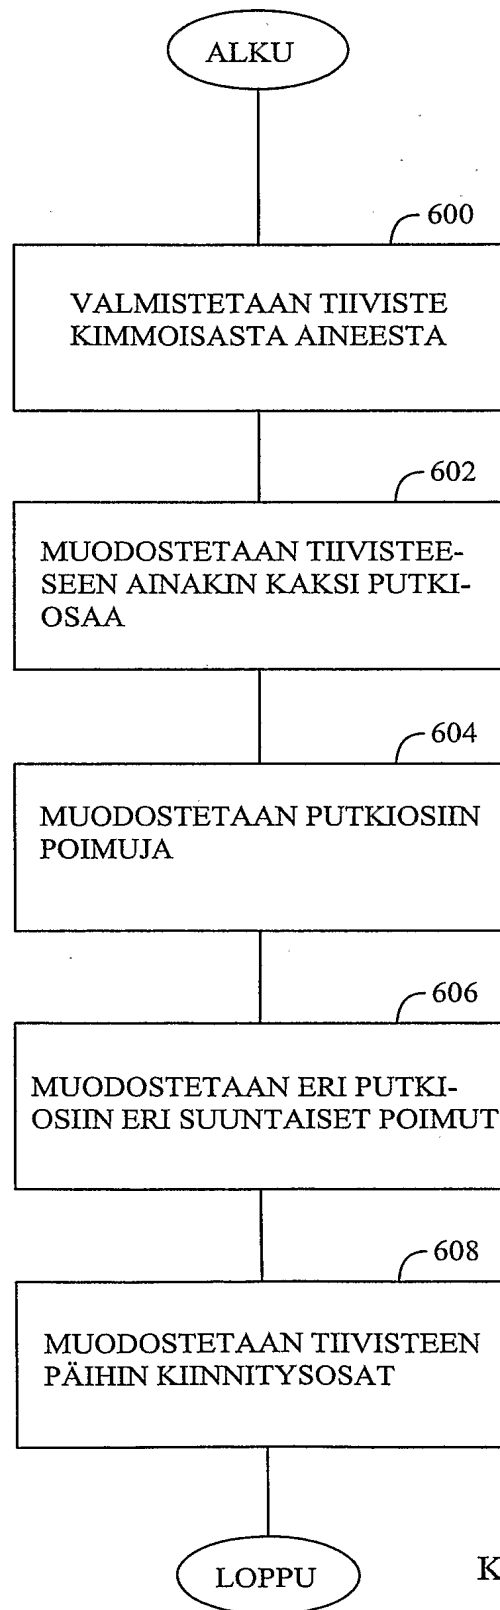 ALKU
600
VALMISTETAAN TIIVISTE
KIMMOISASTA AINEESTA
602
MUODOSTETAAN TIIVISTEE-
SEEN AINAKIN KAKSI PUTKI-
OSAA
604
MUODOSTETAAN PUTKIOSIIN
POIMUJA
606
MUODOSTETAAN ERI PUTKI-
OSIIN ERI SUUNTAISET POIMUT
608
MUODOSTETAAN TIIVISTEEN
PÄIHIN KIINNITYSOSAT
LOPPU
K